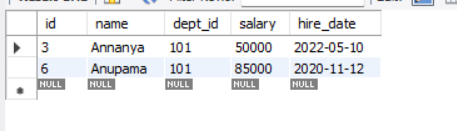 id name dept_id salary hire_date
3 Annanya 101 50000 2022-05-10
6 Anupama 101 85000 2020-11-12
NULL NULL NULL NULL NULL